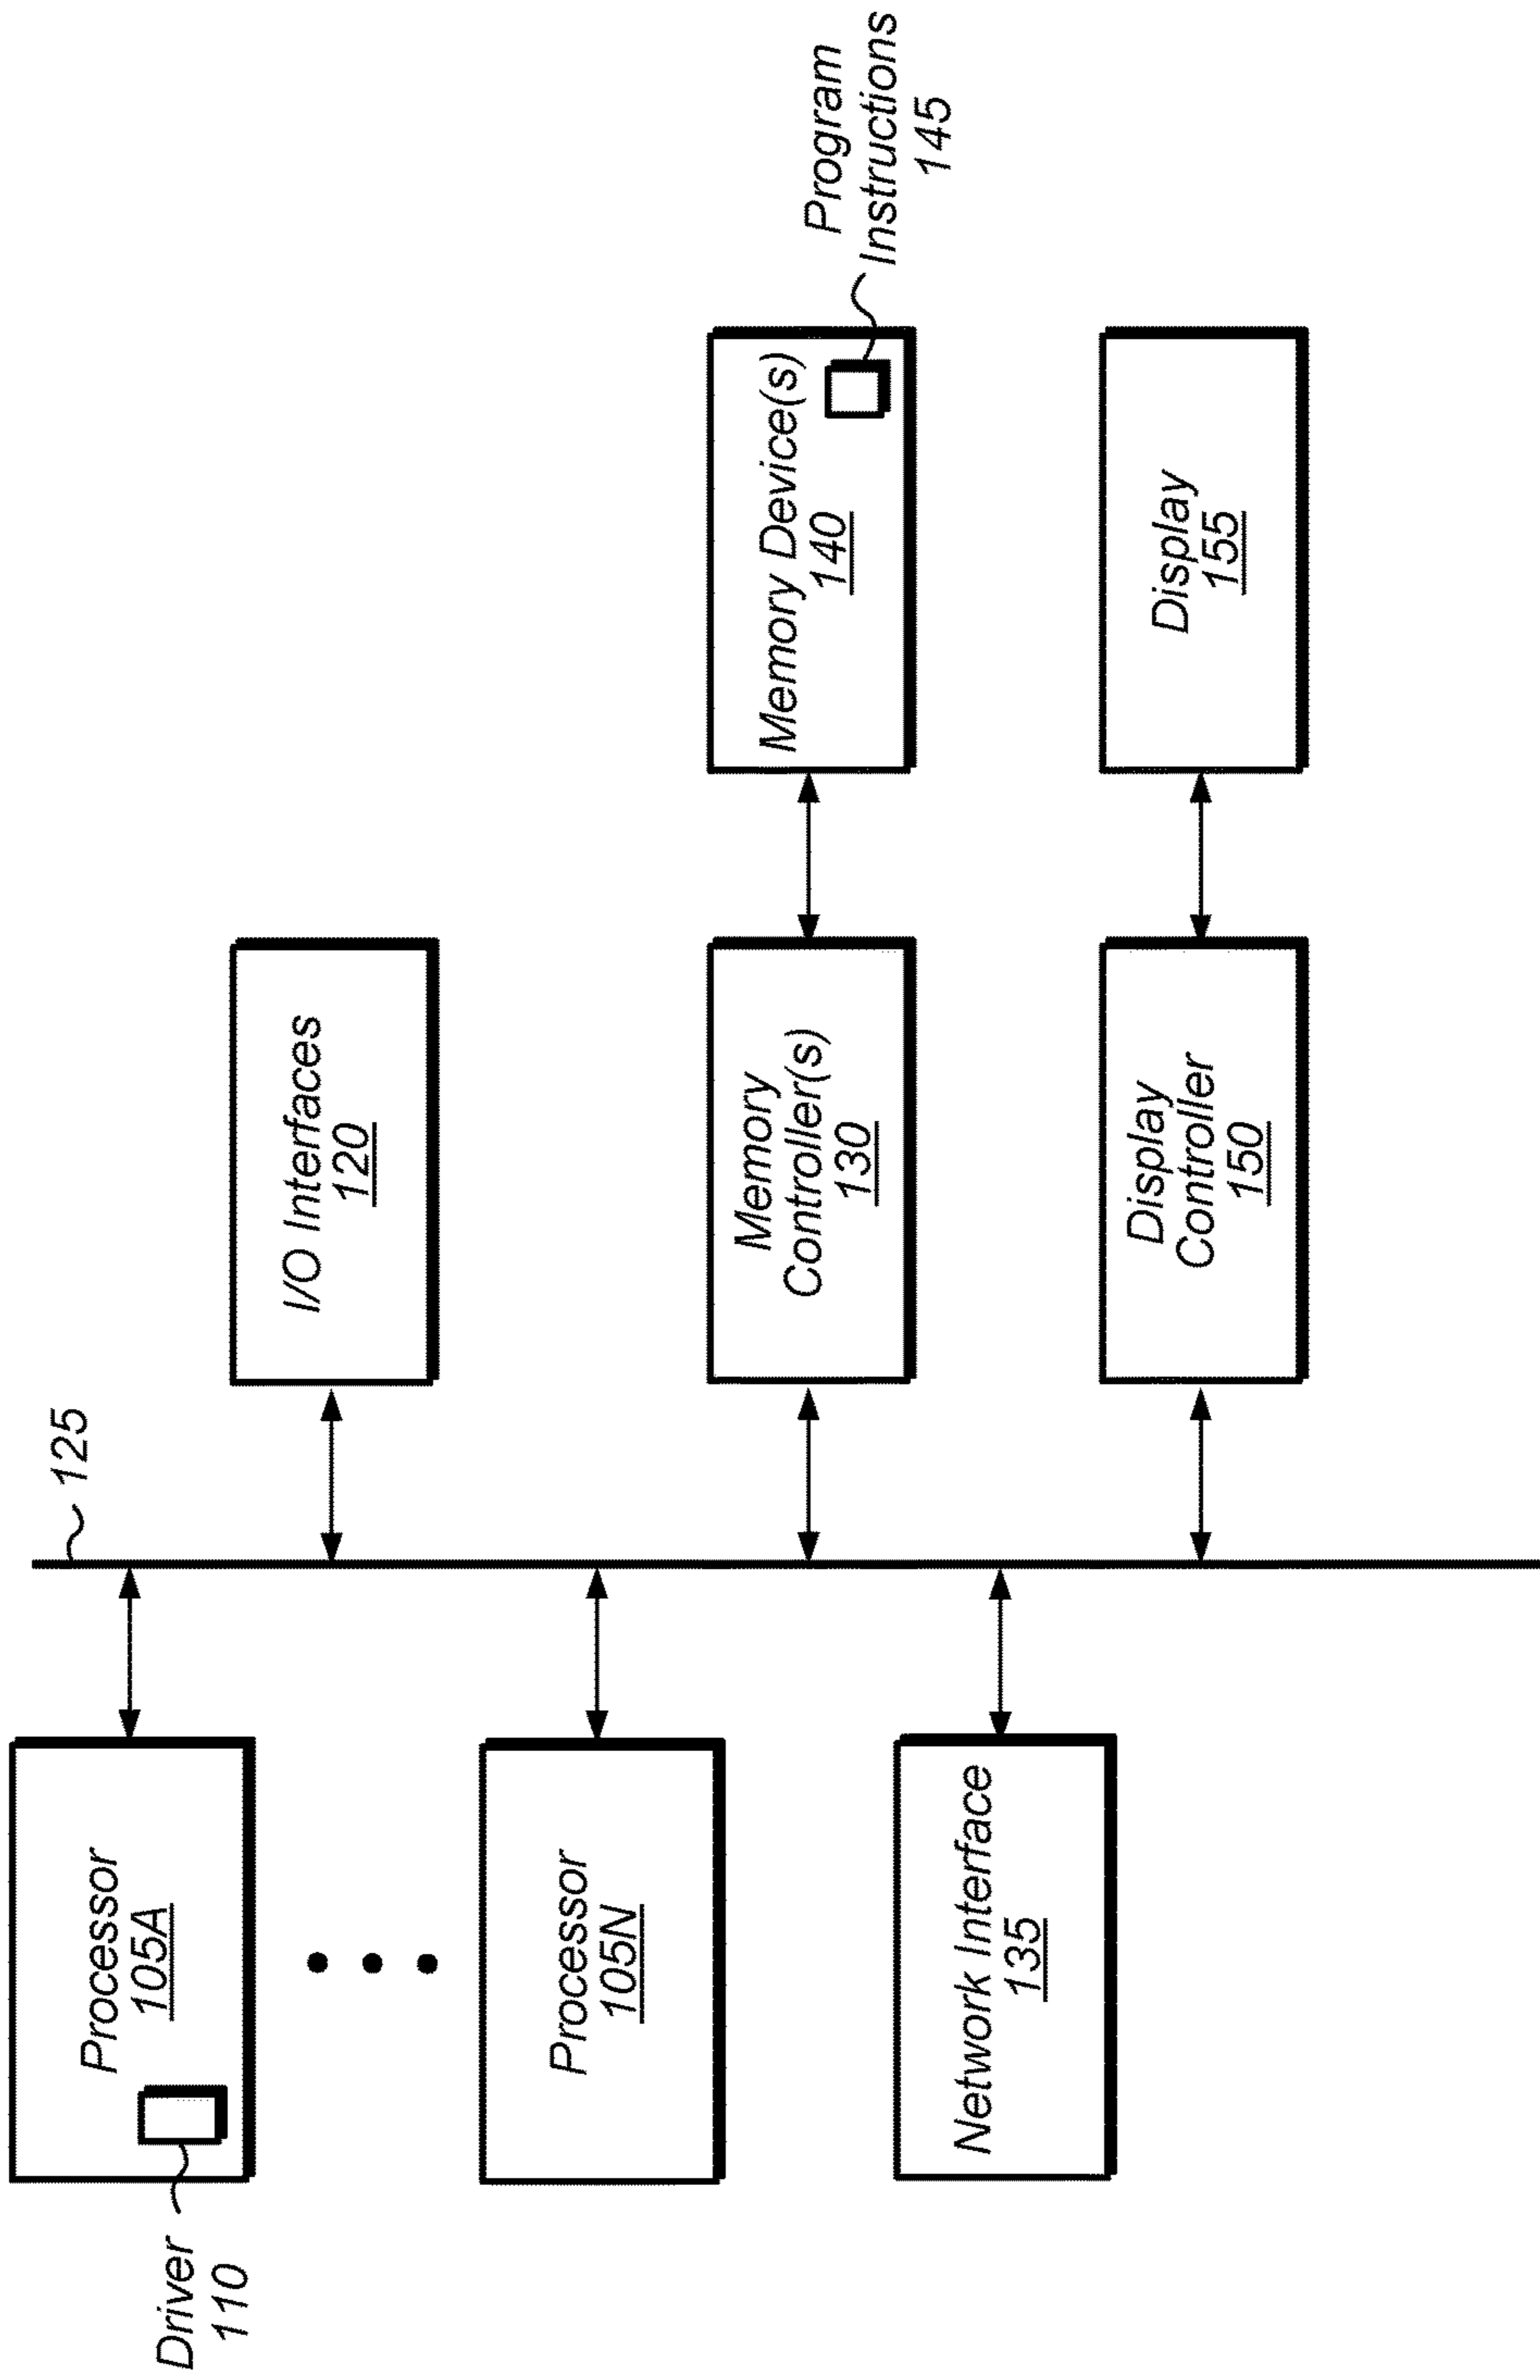 125
Processor
105A
Driver
110
I/O Interfaces
120
Processor
105N
Memory
Controller(s)
130
Memory Device(s)
140
Program
Instructions
145
Network Interface
135
Display
Controller
150
Display
155